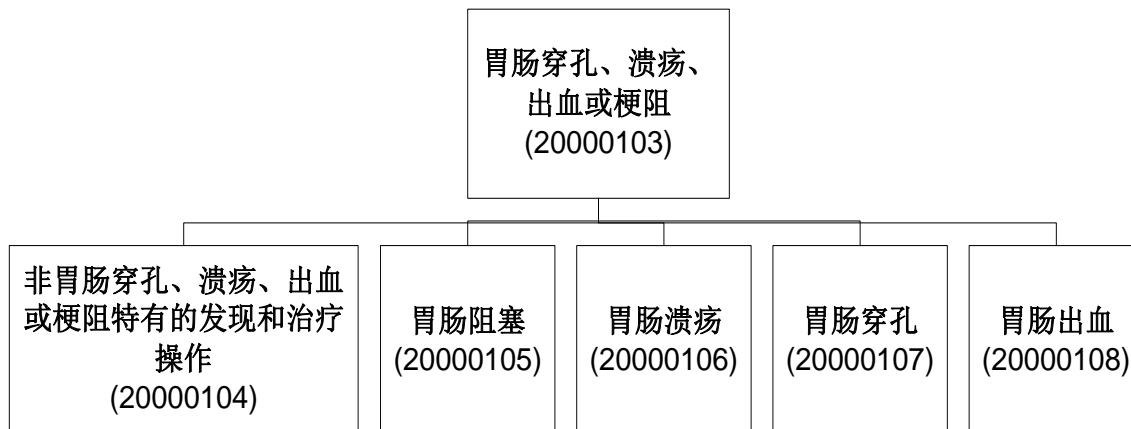 胃肠穿孔、溃疡、
出血或梗阻
(20000103)
非胃肠穿孔、溃疡、出血
或梗阻特有的发现和治疗
操作
(20000104)
胃肠阻塞
(20000105)
胃肠溃疡
(20000106)
胃肠穿孔
(20000107)
胃肠出血
(20000108)